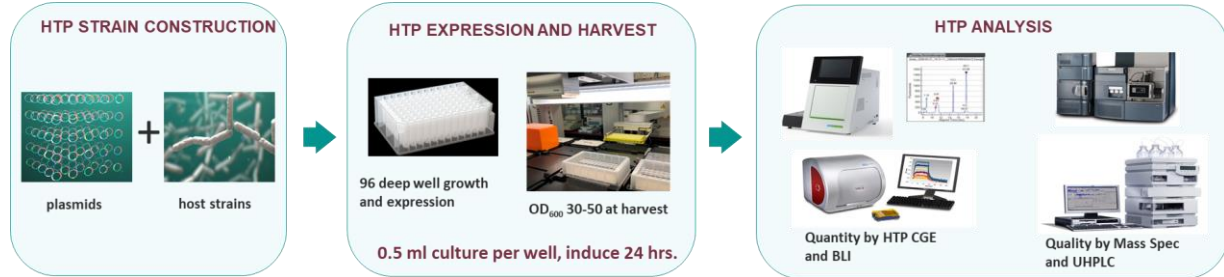 HTP STRAIN CONSTRUCTION
plasmids
+
host strains
HTP EXPRESSION AND HARVEST
96 deep well growth
and expression
OD₆₀₀ 30-50 at harvest
0.5 ml culture per well, induce 24 hrs.
HTP ANALYSIS
Quantity by HTP CGE
and BLI
Quality by Mass Spec
and UHPLC